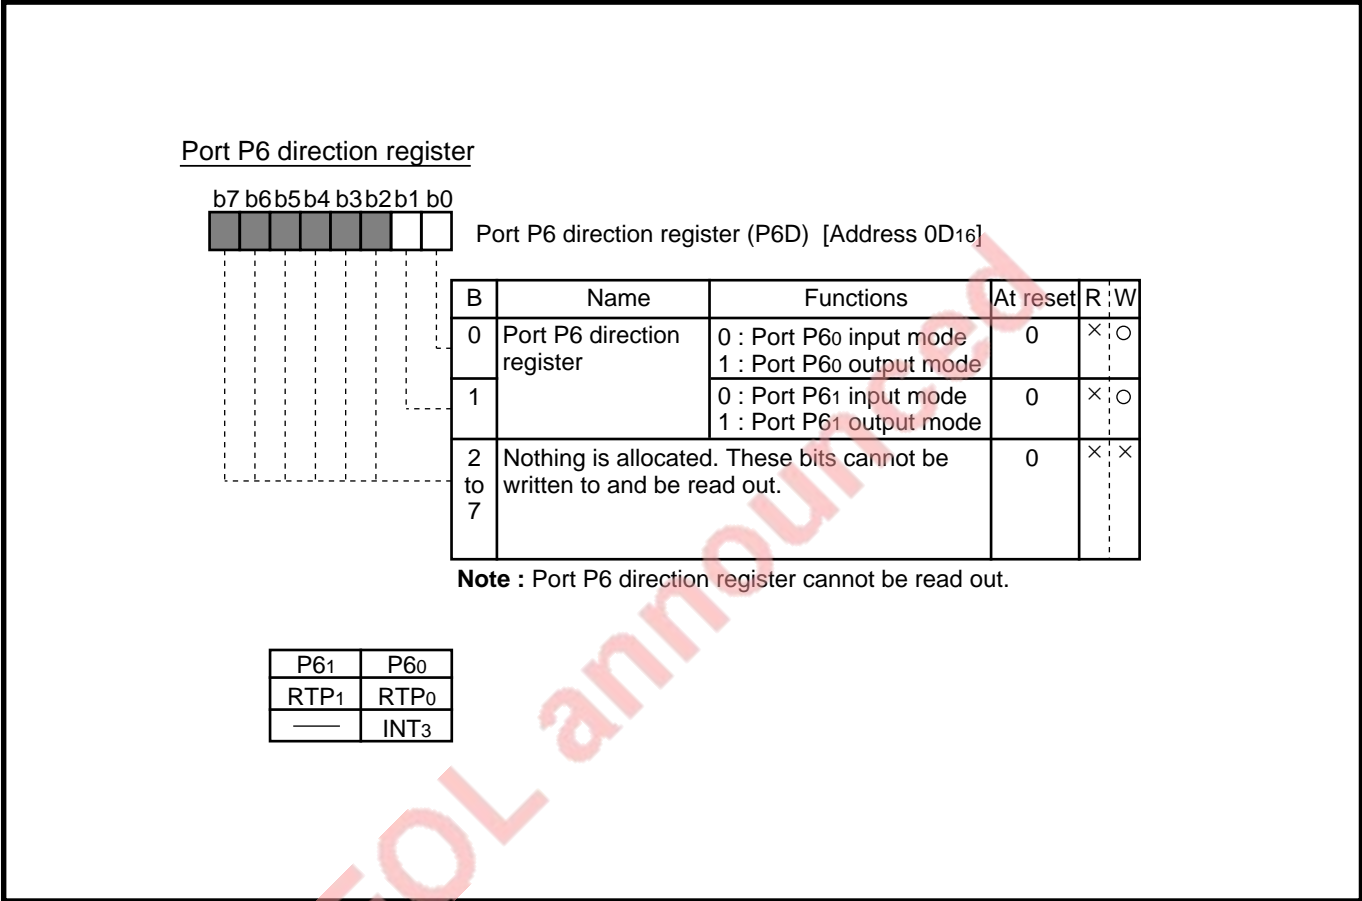 Port P6 direction register
b7 b6 b5 b4 b3 b2 b1 b0
Port P6 direction register (P6D) [Address 0D16]
B Name Functions At reset R W
0 Port P6 direction register 0 : Port P60 input mode 0 × ○
1 : Port P60 output mode
1 0 : Port P61 input mode 0 × ○
1 : Port P61 output mode
2 Nothing is allocated. These bits cannot be 0 × ×
to written to and be read out.
7
Note : Port P6 direction register cannot be read out.
P61 P60
RTP1 RTP0
— INT3
EOL announced